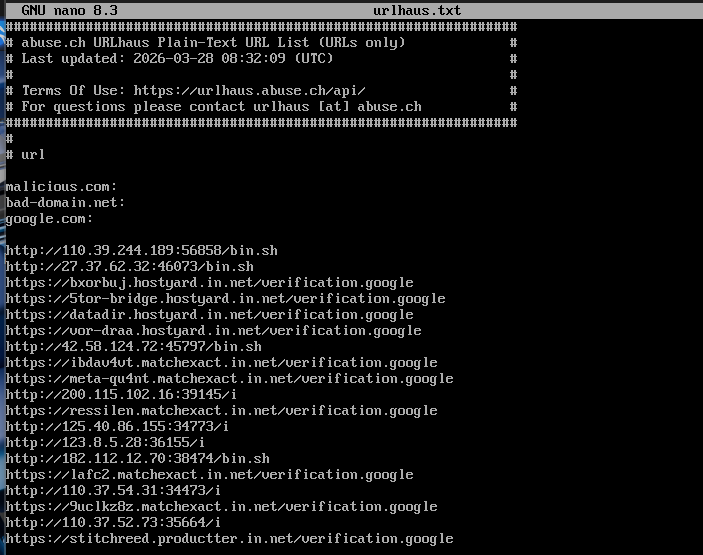 GNU nano 8.3 urlhaus.txt
################################################################
# abuse.ch URLhaus Plain-Text URL List (URLs only) #
# Last updated: 2026-03-28 08:32:09 (UTC) #
# #
# Terms Of Use: https://urlhaus.abuse.ch/api/ #
# For questions please contact urlhaus [at] abuse.ch #
################################################################
#
# url
malicious.com:
bad-domain.net:
google.com:
http://110.39.244.189:56858/bin.sh
http://27.37.62.32:46073/bin.sh
https://bxorbuj.hostyard.in.net/verification.google
https://5tor-bridge.hostyard.in.net/verification.google
https://datadir.hostyard.in.net/verification.google
https://vor-draa.hostyard.in.net/verification.google
http://42.58.124.72:45797/bin.sh
https://ibdav4vt.matchexact.in.net/verification.google
https://meta-qu4nt.matchexact.in.net/verification.google
http://200.115.102.16:39145/i
https://ressilen.matchexact.in.net/verification.google
http://125.40.86.155:34773/i
http://123.8.5.28:36155/i
http://182.112.12.70:38474/bin.sh
https://lafc2.matchexact.in.net/verification.google
http://110.37.54.31:34473/i
https://9uclkz8z.matchexact.in.net/verification.google
http://110.37.52.73:35664/i
https://stitchreed.productter.in.net/verification.google